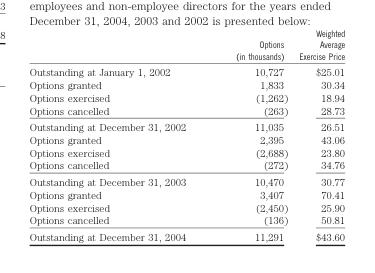 3 employees and non-employee directors for the years ended
December 31, 2004, 2003 and 2002 is presented below:
8
Weighted
Options Average
(in thousands) Exercise Price
Outstanding at January 1, 2002 10,727 $25.01
Options granted 1,833 30.34
Options exercised (1,262) 18.94
Options cancelled (263) 28.73
Outstanding at December 31, 2002 11,035 26.51
Options granted 2,395 43.06
Options exercised (2,688) 23.80
Options cancelled (272) 34.76
Outstanding at December 31, 2003 10,470 30.77
Options granted 3,407 70.41
Options exercised (2,450) 25.90
Options cancelled (136) 50.81
Outstanding at December 31, 2004 11,291 $43.60